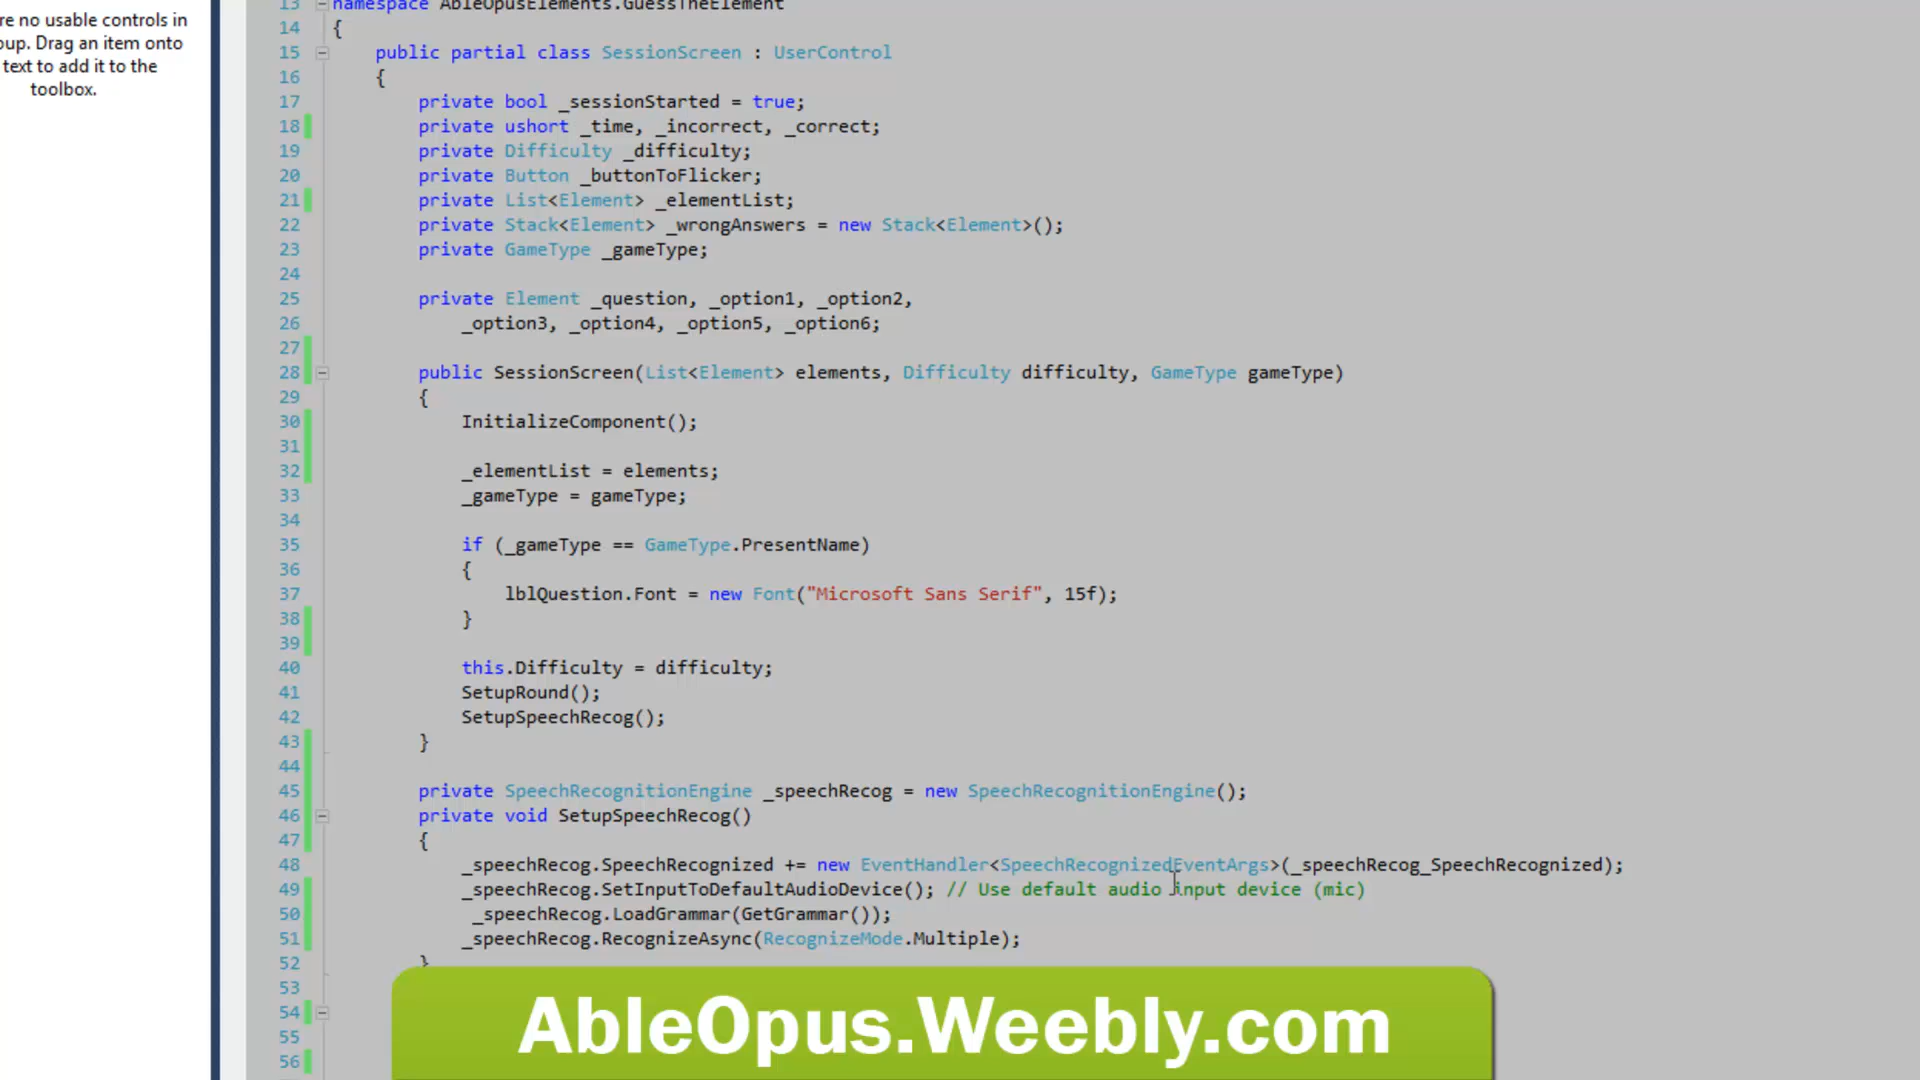 re no usable controls in
oup. Drag an item onto
text to add it to the
toolbox.
13 namespace AbleOpusElements.GuessTheElement
14 {
15 public partial class SessionScreen : UserControl
16 {
17 private bool _sessionStarted = true;
18 private ushort _time, _incorrect, _correct;
19 private Difficulty _difficulty;
20 private Button _buttonToFlicker;
21 private List<Element> _elementList;
22 private Stack<Element> _wrongAnswers = new Stack<Element>();
23 private GameType _gameType;
24
25 private Element _question, _option1, _option2,
26 _option3, _option4, _option5, _option6;
27
28 public SessionScreen(List<Element> elements, Difficulty difficulty, GameType gameType)
29 {
30 InitializeComponent();
31
32 _elementList = elements;
33 _gameType = gameType;
34
35 if (_gameType == GameType.PresentName)
36 {
37 lblQuestion.Font = new Font("Microsoft Sans Serif", 15f);
38 }
39
40 this.Difficulty = difficulty;
41 SetupRound();
42 SetupSpeechRecog();
43 }
44
45 private SpeechRecognitionEngine _speechRecog = new SpeechRecognitionEngine();
46 private void SetupSpeechRecog()
47 {
48 _speechRecog.SpeechRecognized += new EventHandler<SpeechRecognizedEventArgs>(_speechRecog_SpeechRecognized);
49 _speechRecog.SetInputToDefaultAudioDevice(); // Use default audio input device (mic)
50 _speechRecog.LoadGrammar(GetGrammar());
51 _speechRecog.RecognizeAsync(RecognizeMode.Multiple);
52 }
53
54
55
56
AbleOpus.Weebly.com